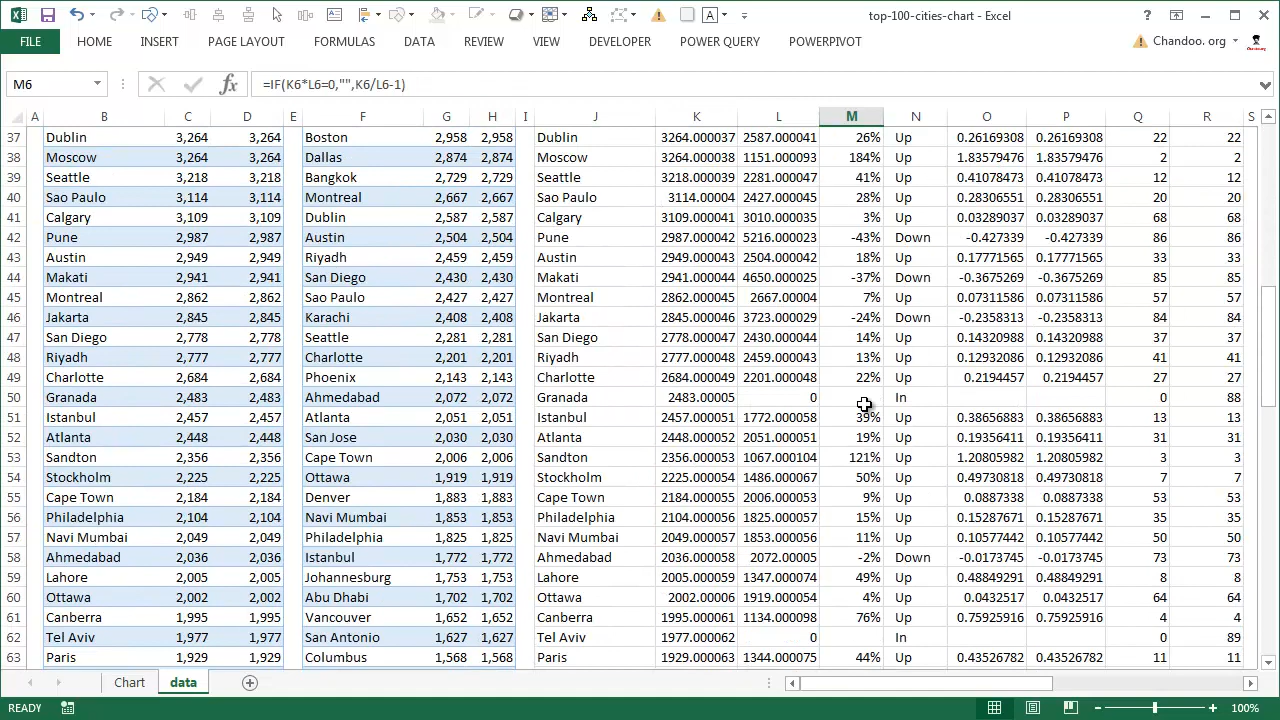 top-100-cities-chart - Excel
FILE HOME INSERT PAGE LAYOUT FORMULAS DATA REVIEW VIEW DEVELOPER POWER QUERY POWERPIVOT Chandoo. org
M6 fx =IF(K6*L6=0,"",K6/L6-1)
A B C D E F G H I J K L M N O P Q R S
37 Dublin 3,264 3,264 Boston 2,958 2,958 Dublin 3264.000037 2587.000041 26% Up 0.26169308 0.26169308 22 22
38 Moscow 3,264 3,264 Dallas 2,874 2,874 Moscow 3264.000038 1151.000093 184% Up 1.83579476 1.83579476 2 2
39 Seattle 3,218 3,218 Bangkok 2,729 2,729 Seattle 3218.000039 2281.000047 41% Up 0.41078473 0.41078473 12 12
40 Sao Paulo 3,114 3,114 Montreal 2,667 2,667 Sao Paulo 3114.00004 2427.000045 28% Up 0.28306551 0.28306551 20 20
41 Calgary 3,109 3,109 Dublin 2,587 2,587 Calgary 3109.000041 3010.000035 3% Up 0.03289037 0.03289037 68 68
42 Pune 2,987 2,987 Austin 2,504 2,504 Pune 2987.000042 5216.000023 -43% Down -0.427339 -0.427339 86 86
43 Austin 2,949 2,949 Riyadh 2,459 2,459 Austin 2949.000043 2504.000042 18% Up 0.17771565 0.17771565 33 33
44 Makati 2,941 2,941 San Diego 2,430 2,430 Makati 2941.000044 4650.000025 -37% Down -0.3675269 -0.3675269 85 85
45 Montreal 2,862 2,862 Sao Paulo 2,427 2,427 Montreal 2862.000045 2667.00004 7% Up 0.07311586 0.07311586 57 57
46 Jakarta 2,845 2,845 Karachi 2,408 2,408 Jakarta 2845.000046 3723.000029 -24% Down -0.2358313 -0.2358313 84 84
47 San Diego 2,778 2,778 Seattle 2,281 2,281 San Diego 2778.000047 2430.000044 14% Up 0.14320988 0.14320988 37 37
48 Riyadh 2,777 2,777 Charlotte 2,201 2,201 Riyadh 2777.000048 2459.000043 13% Up 0.12932086 0.12932086 41 41
49 Charlotte 2,684 2,684 Phoenix 2,143 2,143 Charlotte 2684.000049 2201.000048 22% Up 0.2194457 0.2194457 27 27
50 Granada 2,483 2,483 Ahmedabad 2,072 2,072 Granada 2483.00005 0 In 0 88
51 Istanbul 2,457 2,457 Atlanta 2,051 2,051 Istanbul 2457.000051 1772.000058 39% Up 0.38656883 0.38656883 13 13
52 Atlanta 2,448 2,448 San Jose 2,030 2,030 Atlanta 2448.000052 2051.000051 19% Up 0.19356411 0.19356411 31 31
53 Sandton 2,356 2,356 Cape Town 2,006 2,006 Sandton 2356.000053 1067.000104 121% Up 1.20805982 1.20805982 3 3
54 Stockholm 2,225 2,225 Ottawa 1,919 1,919 Stockholm 2225.000054 1486.000067 50% Up 0.49730818 0.49730818 7 7
55 Cape Town 2,184 2,184 Denver 1,883 1,883 Cape Town 2184.000055 2006.000053 9% Up 0.0887338 0.0887338 53 53
56 Philadelphia 2,104 2,104 Navi Mumbai 1,853 1,853 Philadelphia 2104.000056 1825.000057 15% Up 0.15287671 0.15287671 35 35
57 Navi Mumbai 2,049 2,049 Philadelphia 1,825 1,825 Navi Mumbai 2049.000057 1853.000056 11% Up 0.10577442 0.10577442 50 50
58 Ahmedabad 2,036 2,036 Istanbul 1,772 1,772 Ahmedabad 2036.000058 2072.00005 -2% Down -0.0173745 -0.0173745 73 73
59 Lahore 2,005 2,005 Johannesburg 1,753 1,753 Lahore 2005.000059 1347.000074 49% Up 0.48849291 0.48849291 8 8
60 Ottawa 2,002 2,002 Abu Dhabi 1,702 1,702 Ottawa 2002.00006 1919.000054 4% Up 0.0432517 0.0432517 64 64
61 Canberra 1,995 1,995 Vancouver 1,652 1,652 Canberra 1995.000061 1134.000098 76% Up 0.75925916 0.75925916 4 4
62 Tel Aviv 1,977 1,977 San Antonio 1,627 1,627 Tel Aviv 1977.000062 0 In 0 89
63 Paris 1,929 1,929 Columbus 1,568 1,568 Paris 1929.000063 1344.000075 44% Up 0.43526782 0.43526782 11 11
Chart data
READY 100%